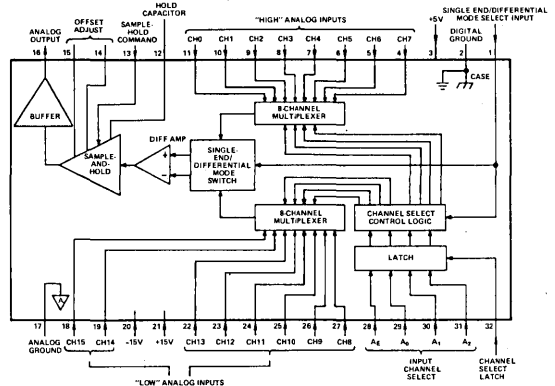 HOLD
CAPACITOR
SINGLE END/DIFFERENTIAL
MODE
SELECT INPUT
ANALOG
OUTPUT
OFFSET
ADJUST
SAMPLE-
HOLD
COMMAND
"HIGH" ANALOG INPUTS
CH0 CH1 CH2 CH3 CH4 CH5 CH6 CH7
+5V
DIGITAL
GROUND
16 15 14 13 12 11 10 9 8 7 6 5 4 3 2 1
CASE
BUFFER
8-CHANNEL
MULTIPLEXER
DIFF AMP
SAMPLE-
AND-
HOLD
+
−
SINGLE-
END/
DIFFERENTIAL
MODE
SWITCH
8-CHANNEL
MULTIPLEXER
CHANNEL SELECT
CONTROL LOGIC
LATCH
A
17 18 19 20 21 22 23 24 25 26 27 28 29 30 31 32
ANALOG
GROUND
CH15 CH14 -15V +15V CH13 CH12 CH11 CH10 CH9 CH8 AE A0 A1 A2
INPUT
CHANNEL
SELECT
CHANNEL
SELECT
LATCH
"LOW" ANALOG INPUTS